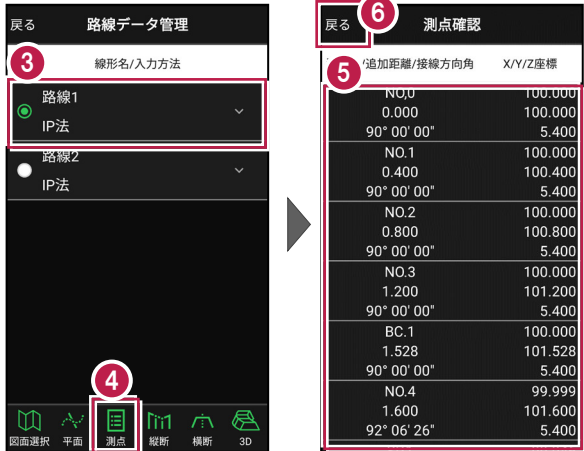 戻る 路線データ管理
3
線形名/入力方法
路線1
IP法
路線2
IP法
4
図面選択 平面 測点 縦断 横断 3D
6
戻る 測点確認
5
/追加距離/接線方向角 X/Y/Z座標
NO,0 100.000
0.000 100.000
90° 00' 00" 5.400
NO.1 100.000
0.400 100.400
90° 00' 00" 5.400
NO.2 100.000
0.800 100.800
90° 00' 00" 5.400
NO.3 100.000
1.200 101.200
90° 00' 00" 5.400
BC.1 100.000
1.528 101.528
90° 00' 00" 5.400
NO.4 99.999
1.600 101.600
92° 06' 26" 5.400